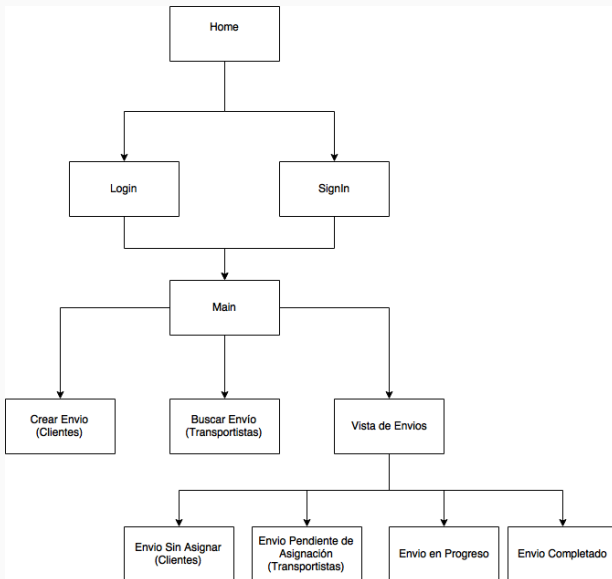 Home
Login
SignIn
Main
Crear Envio
(Clientes)
Buscar Envío
(Transportistas)
Vista de Envios
Envio Sin Asignar
(Clientes)
Envio Pendiente de
Asignación
(Transportistas)
Envio en Progreso
Envio Completado